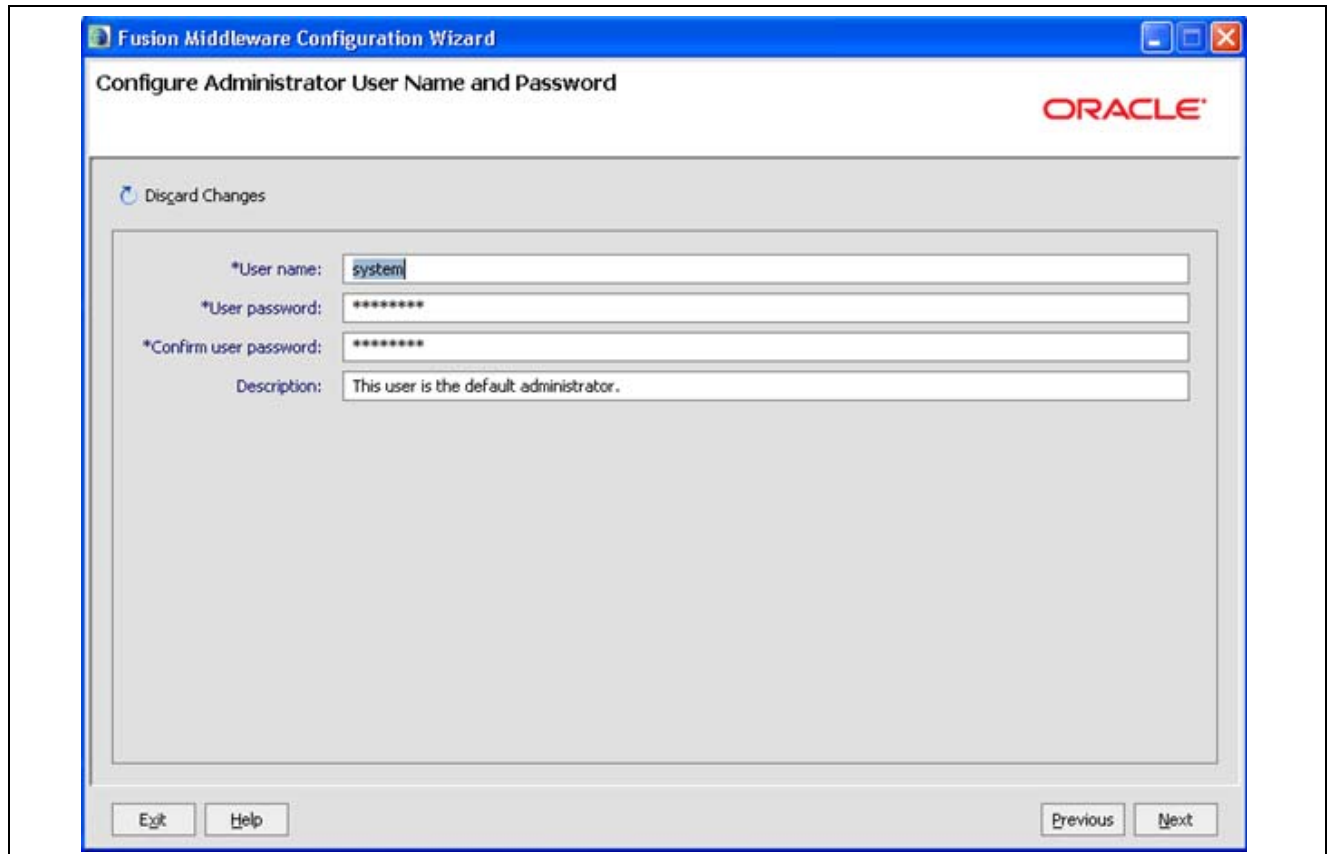 Fusion Middleware Configuration Wizard
Configure Administrator User Name and Password
ORACLE
Discard Changes
*User name: system
*User password: ********
*Confirm user password: ********
Description: This user is the default administrator.
Exit Help Previous Next